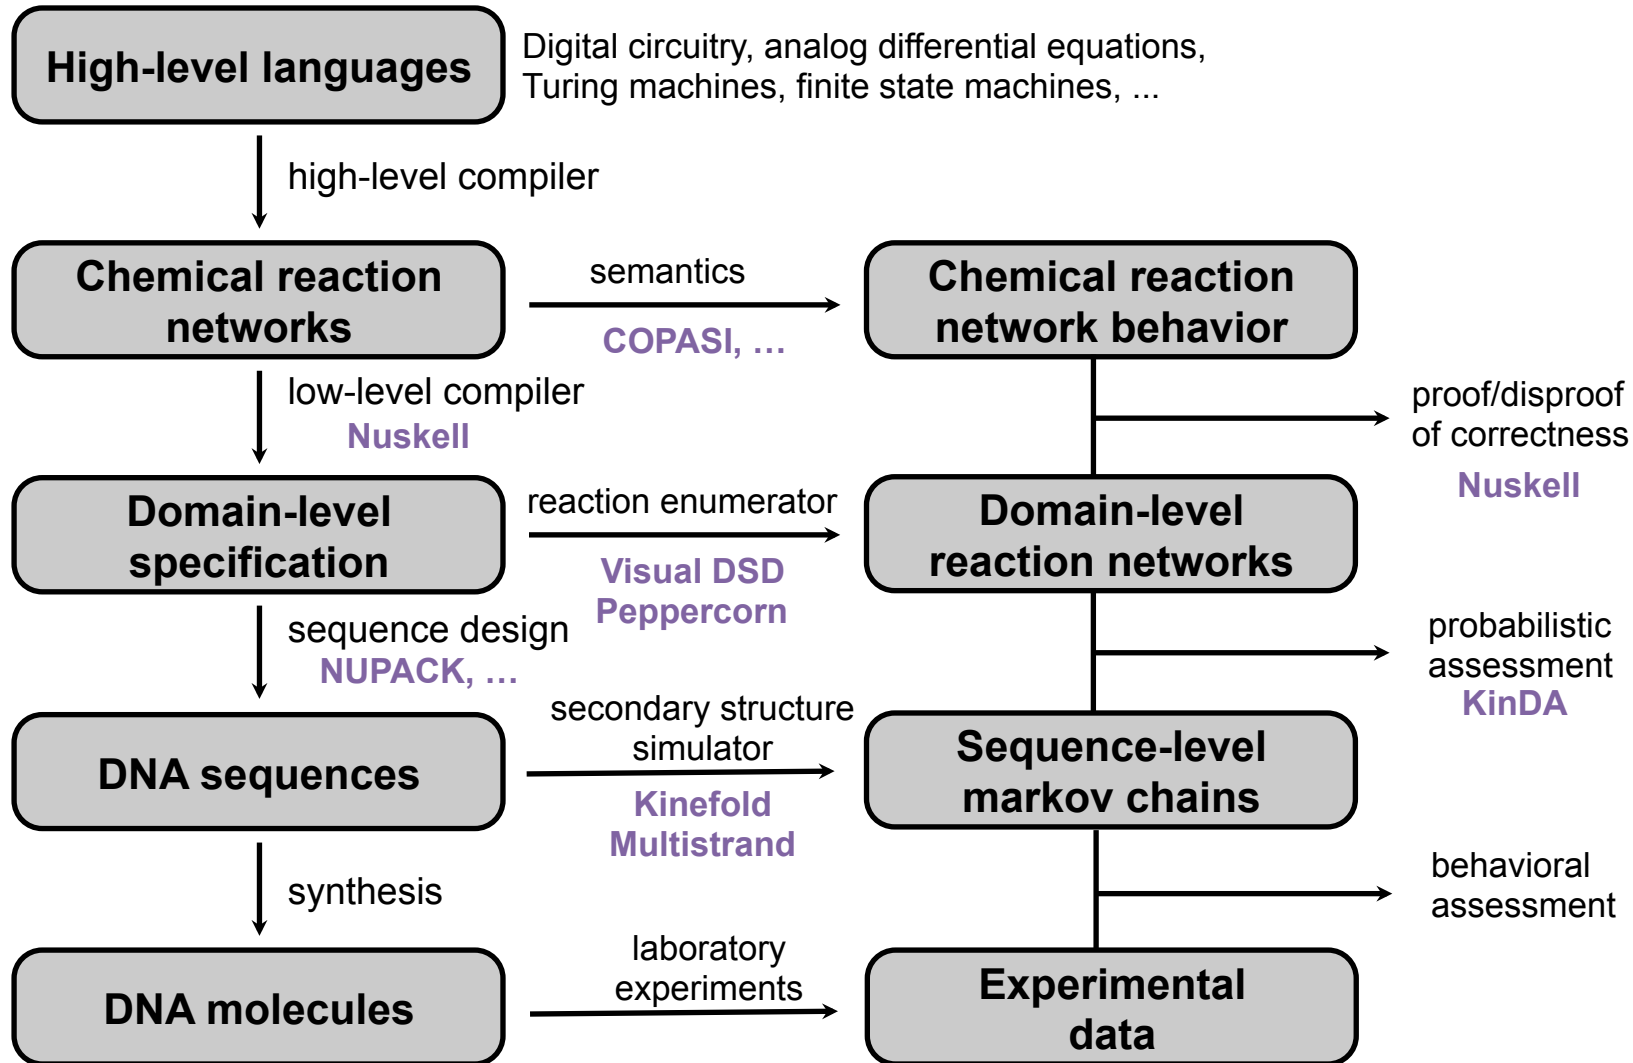 High-level languages
Digital circuitry, analog differential equations,
Turing machines, finite state machines, ...
high-level compiler
Chemical reaction
networks
semantics
COPASI, …
Chemical reaction
network behavior
low-level compiler
Nuskell
proof/disproof
of correctness
Nuskell
Domain-level
specification
reaction enumerator
Visual DSD
Peppercorn
Domain-level
reaction networks
sequence design
NUPACK, …
probabilistic
assessment
KinDA
DNA sequences
secondary structure
simulator
Kinefold
Multistrand
Sequence-level
markov chains
synthesis
behavioral
assessment
DNA molecules
laboratory
experiments
Experimental
data